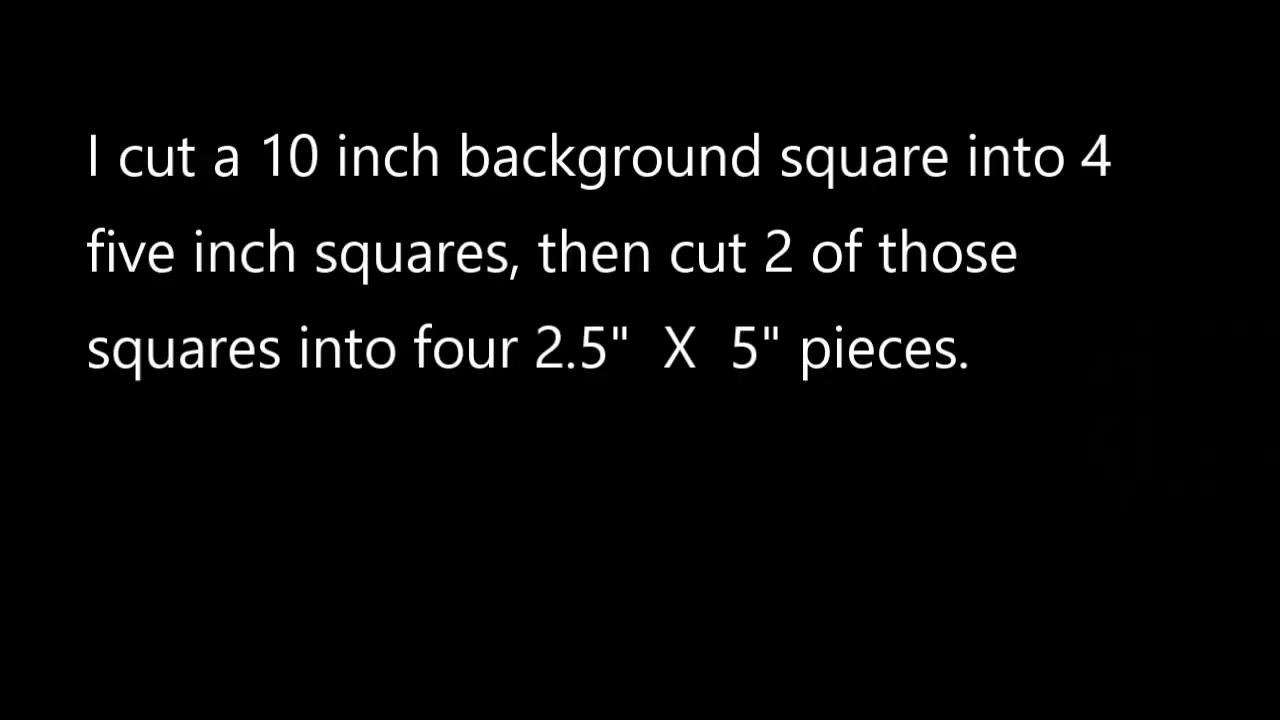 I cut a 10 inch background square into 4
five inch squares, then cut 2 of those
squares into four 2.5"  X  5" pieces.